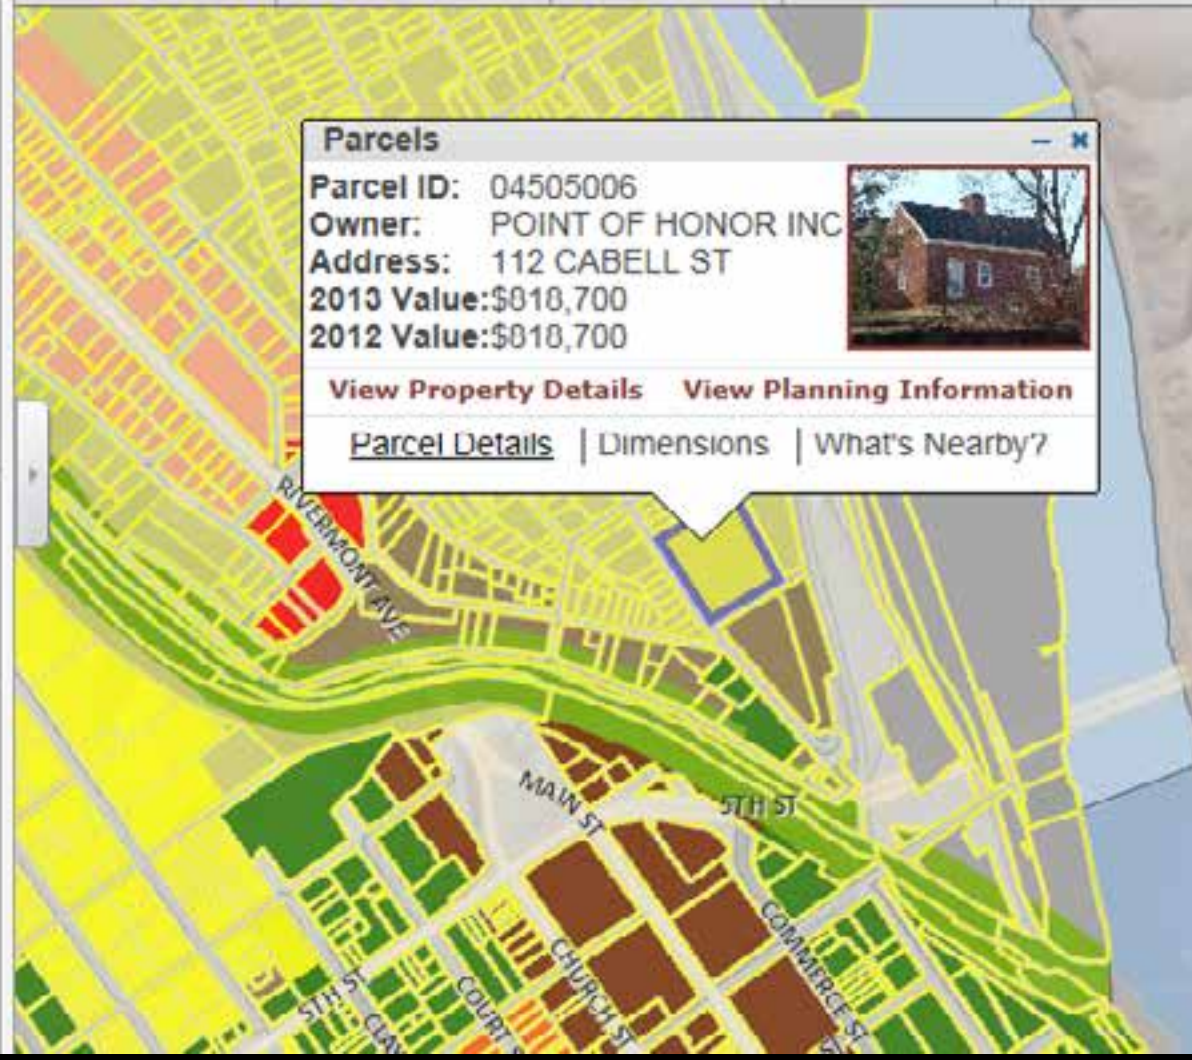 Parcels
Parcel ID: 04505006
Owner: POINT OF HONOR INC
Address: 112 CABELL ST
2013 Value:$818,700
2012 Value:$818,700
View Property Details View Planning Information
Parcel Details | Dimensions | What's Nearby?
RIVERMONT AVE
MAIN ST
5TH ST
COMMERCE ST
CHURCH ST
5TH ST
COURT
CLAY